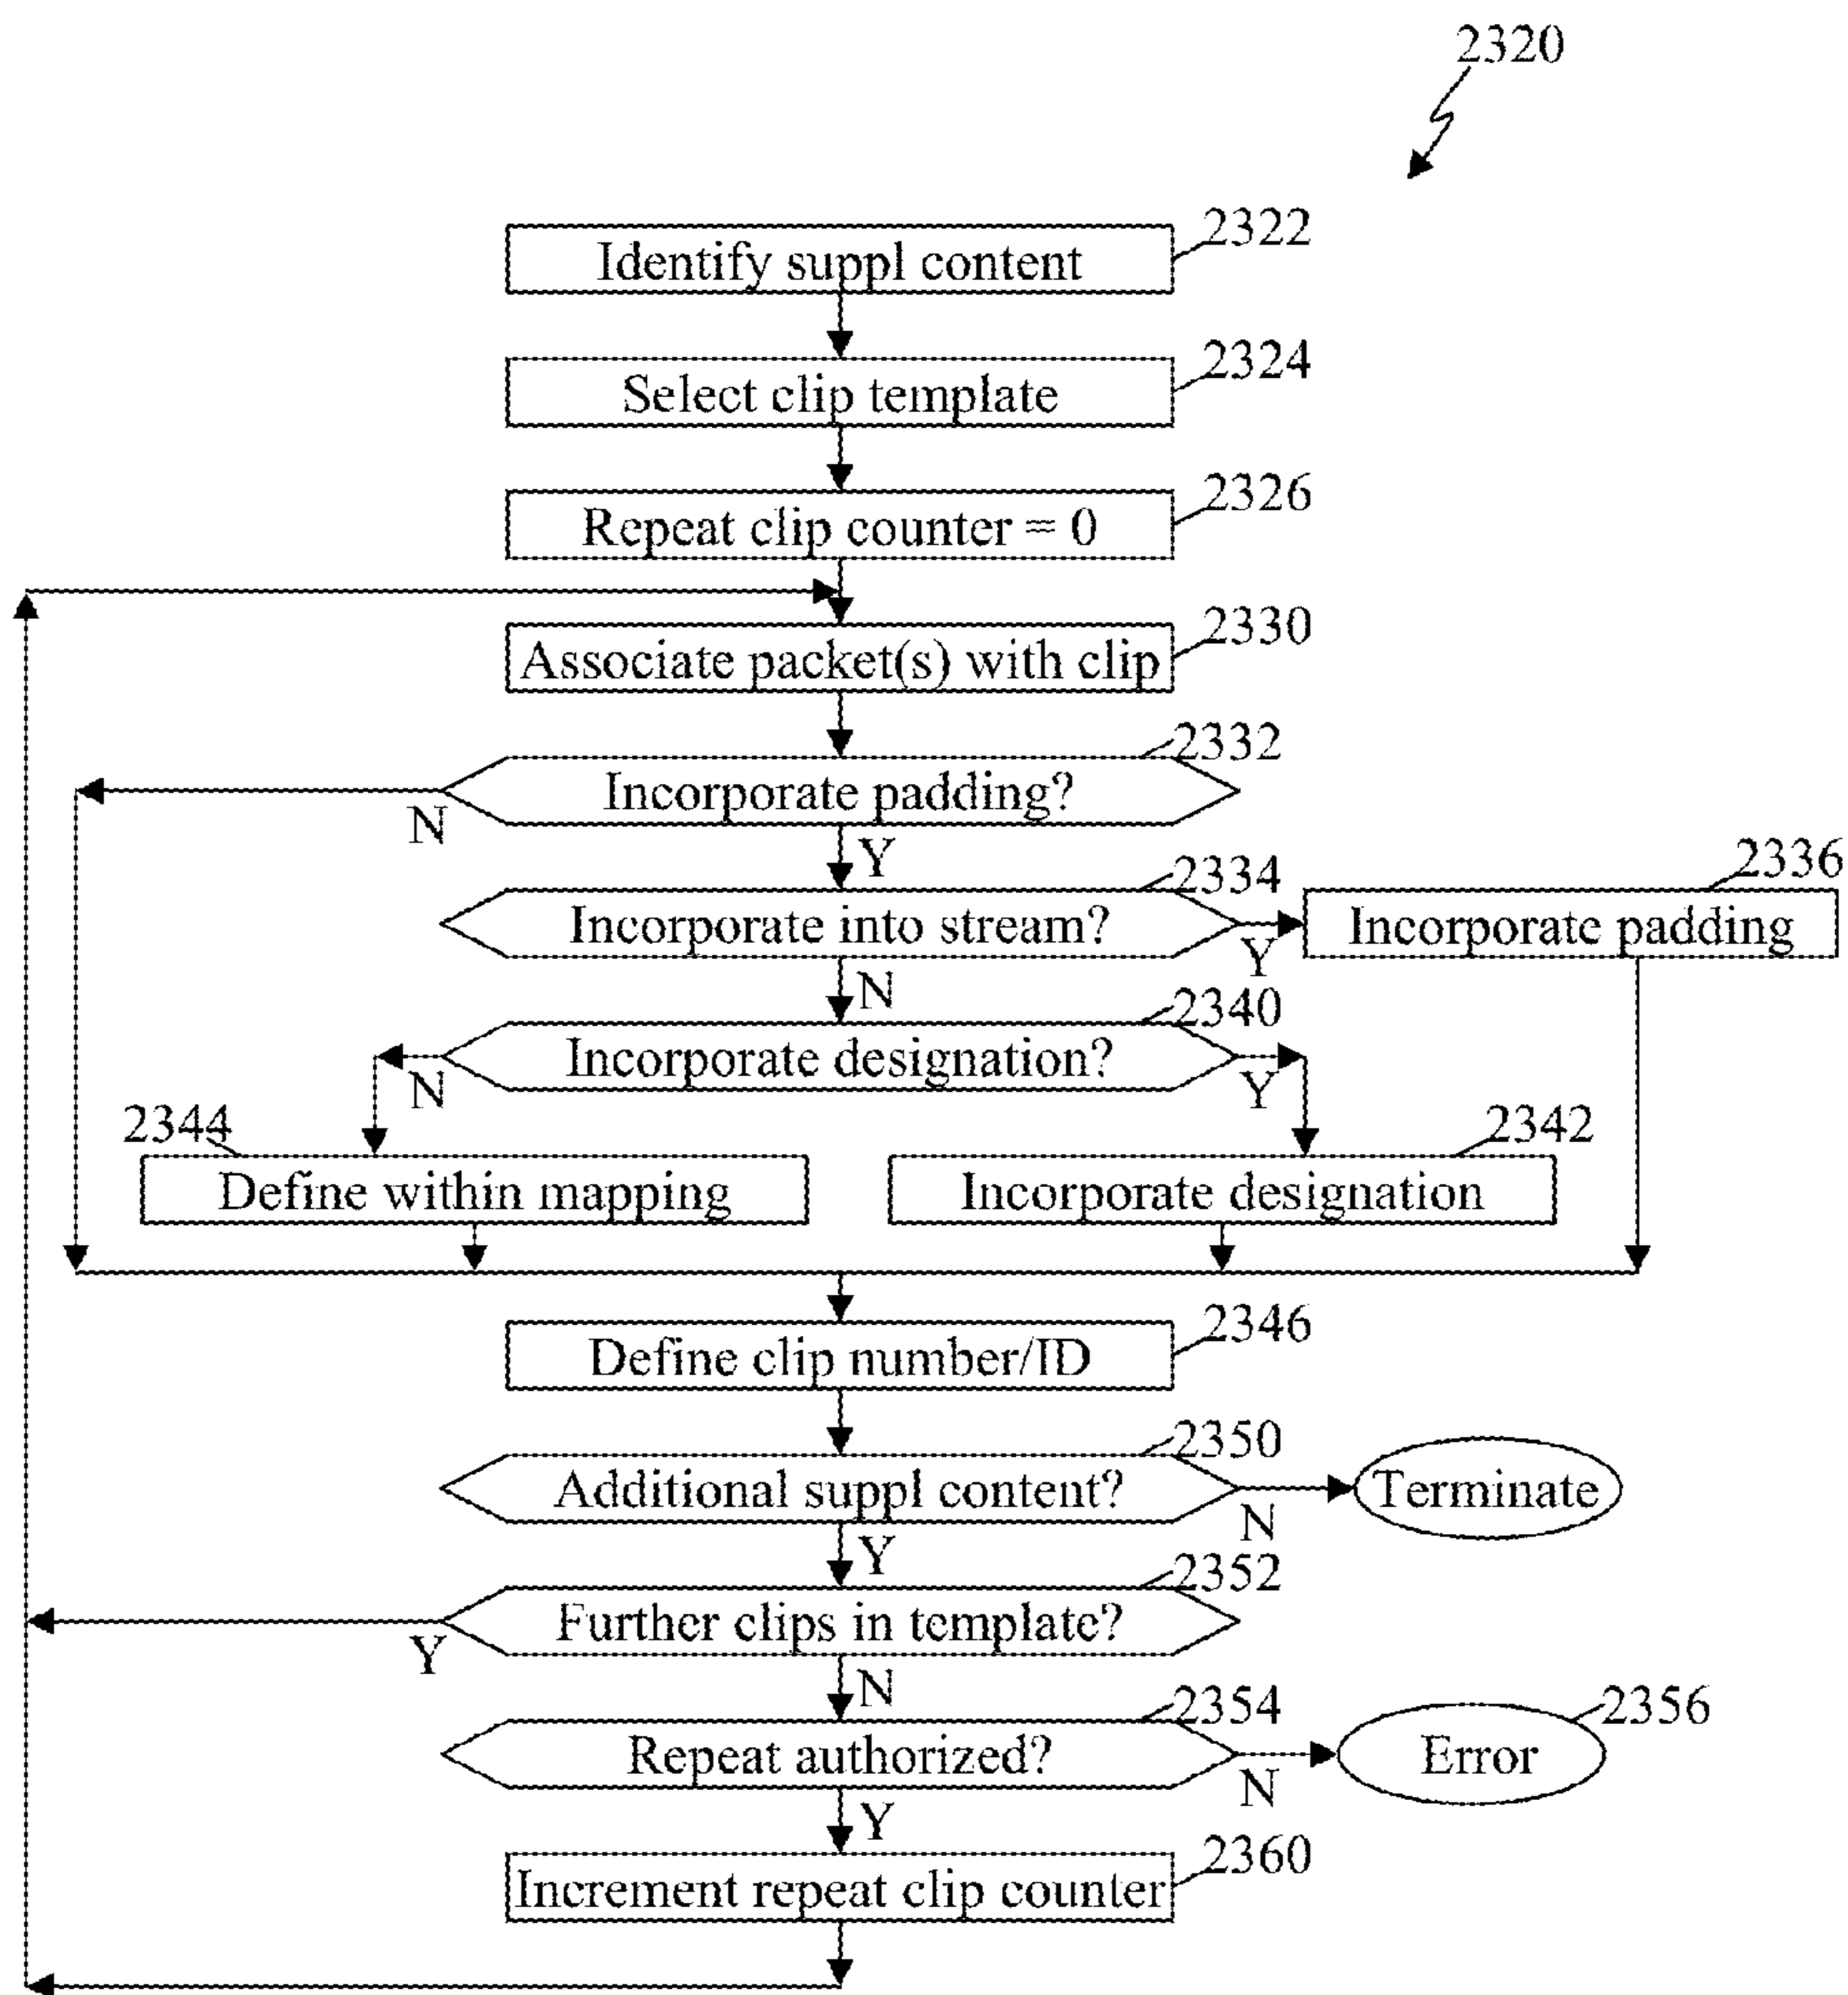 2320
2322
Identify suppl content
2324
Select clip template
2326
Repeat clip counter = 0
2330
Associate packet(s) with clip
2332
Incorporate padding?
N
Y
2334
2336
Incorporate into stream?
Y
Incorporate padding
N
2340
Incorporate designation?
N
Y
2344
2342
Define within mapping
Incorporate designation
2346
Define clip number/ID
2350
Additional suppl content?
N
Terminate
Y
2352
Further clips in template?
Y
N
2354
2356
Repeat authorized?
N
Error
Y
2360
Increment repeat clip counter